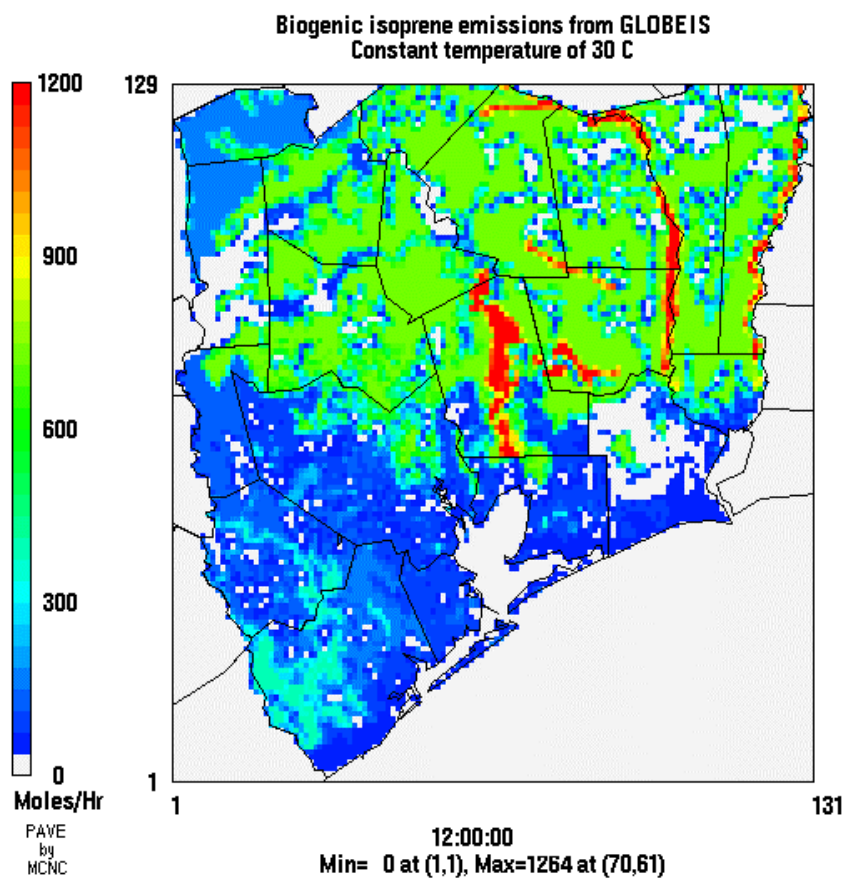 Biogenic isoprene emissions from GLOBEIS
Constant temperature of 30 C
1200
900
600
300
0
Moles/Hr
PAVE
by
MCNC
129
1
1
131
12:00:00
Min= 0 at (1,1), Max=1264 at (70,61)